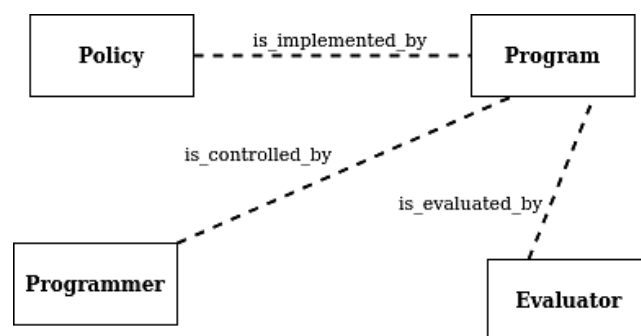 Policy
is_implemented_by
Program
is_controlled_by
is_evaluated_by
Programmer
Evaluator